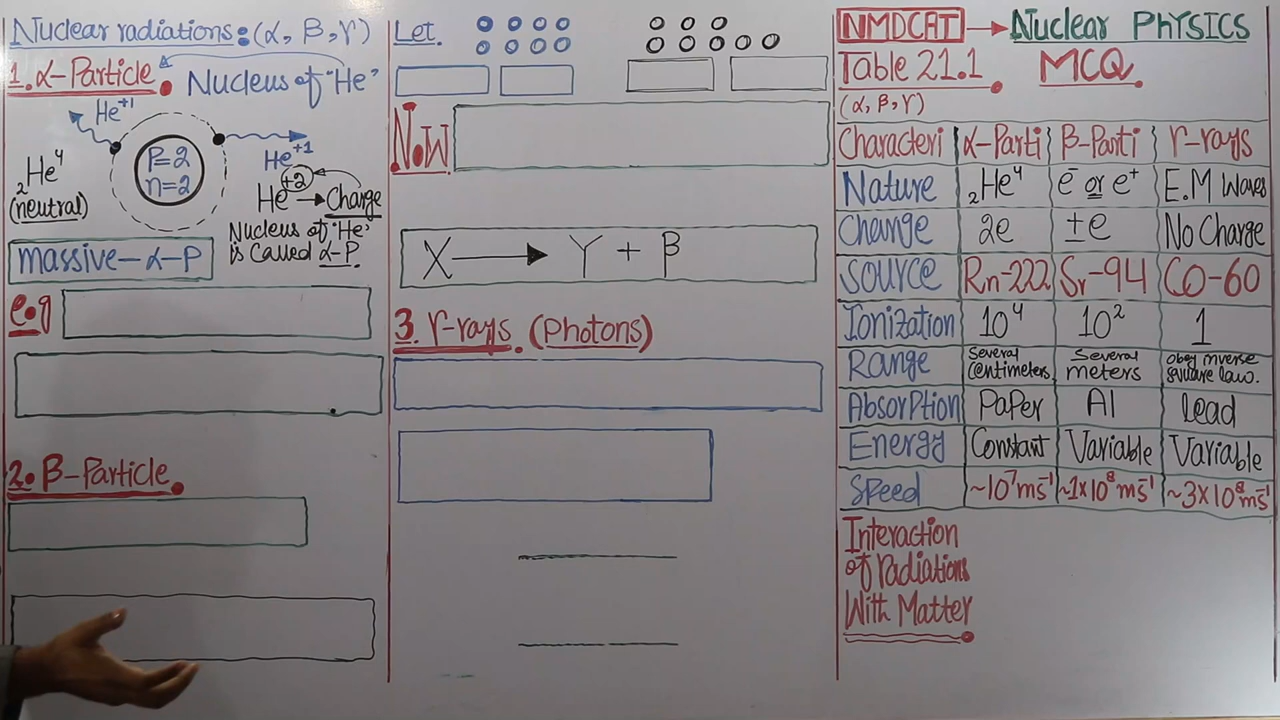 Nuclear radiations: (α, β, γ)
1. α-Particle.
Nucleus of "He"
He⁺¹
P=2
n=2
He⁺¹
₂He⁴
(neutral)
He⁺² → Charge
Nucleus of "He"
is Called α-P.
massive-α-P
e.g
2. β-Particle.
Let.
N.W
X → Y + β
3. γ-rays. (Photons)
NMDCAT → Nuclear PHYSICS
Table 21.1. MCQ.
(α, β, γ)
Characteri α-Parti β-Parti γ-rays
Nature ₂He⁴ e⁻ or e⁺ E.M Waves
Change 2e ±e No Charge
Source Rn-222 Sr-94 Co-60
Ionization 10⁴ 10² 1
Range Several Centimeters Several meters obey inverse square law.
Absorption Paper Al lead
Energy Constant Variable Variable
Speed ~10⁷ms⁻¹ ~1×10⁸ms⁻¹ ~3×10⁸ms⁻¹
Interaction
of radiations
With Matter.